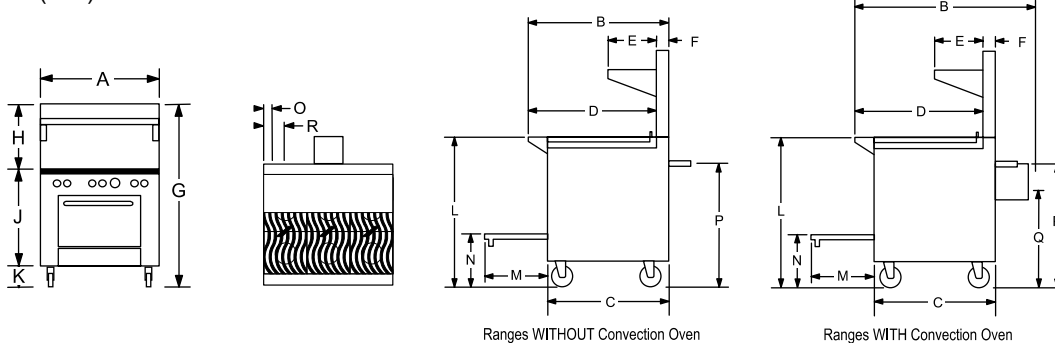 A
H
J
K
G
O
R
B
E
F
D
L
N
M
C
P
Ranges WITHOUT Convection Oven
B
E
F
D
L
N
M
C
Q
Ranges WITH Convection Oven